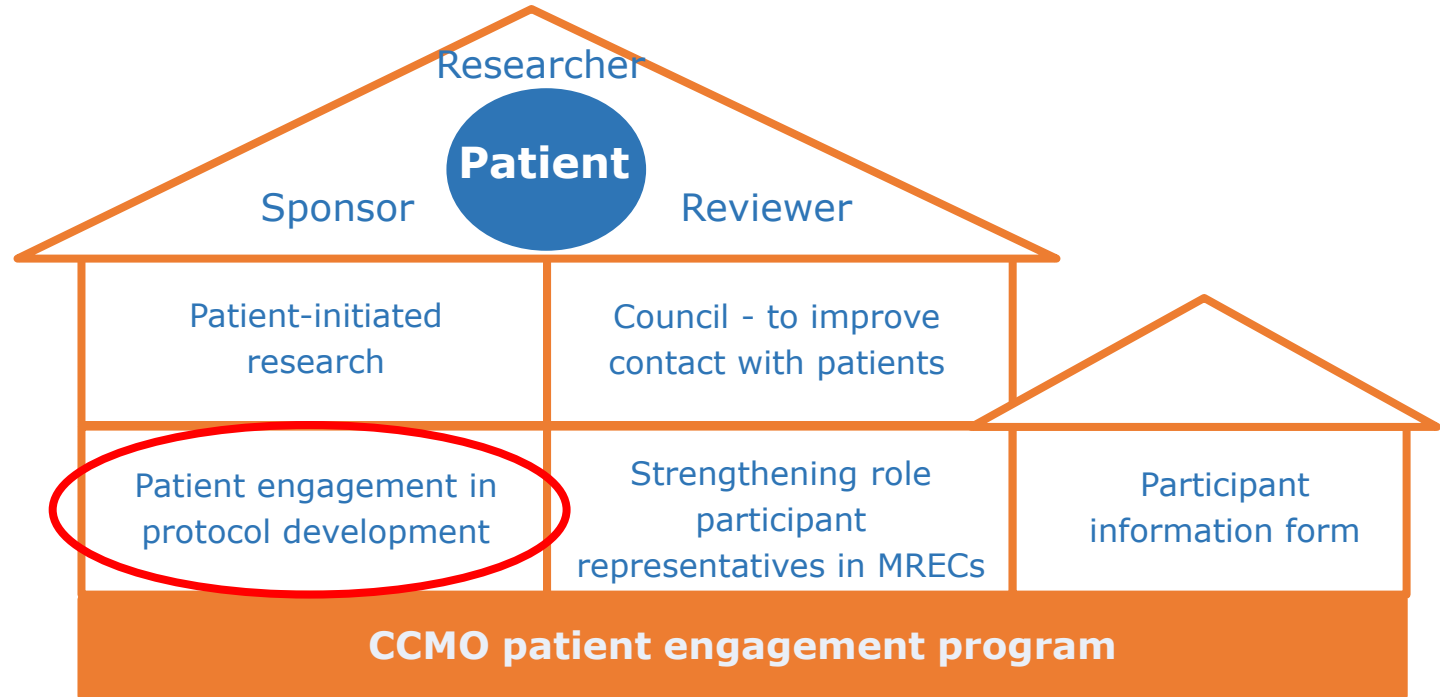 Researcher
Patient
Sponsor
Reviewer
Patient-initiated
research
Council - to improve
contact with patients
Patient engagement in
protocol development
Strengthening role
participant
representatives in MRECs
Participant
information form
CCMO patient engagement program